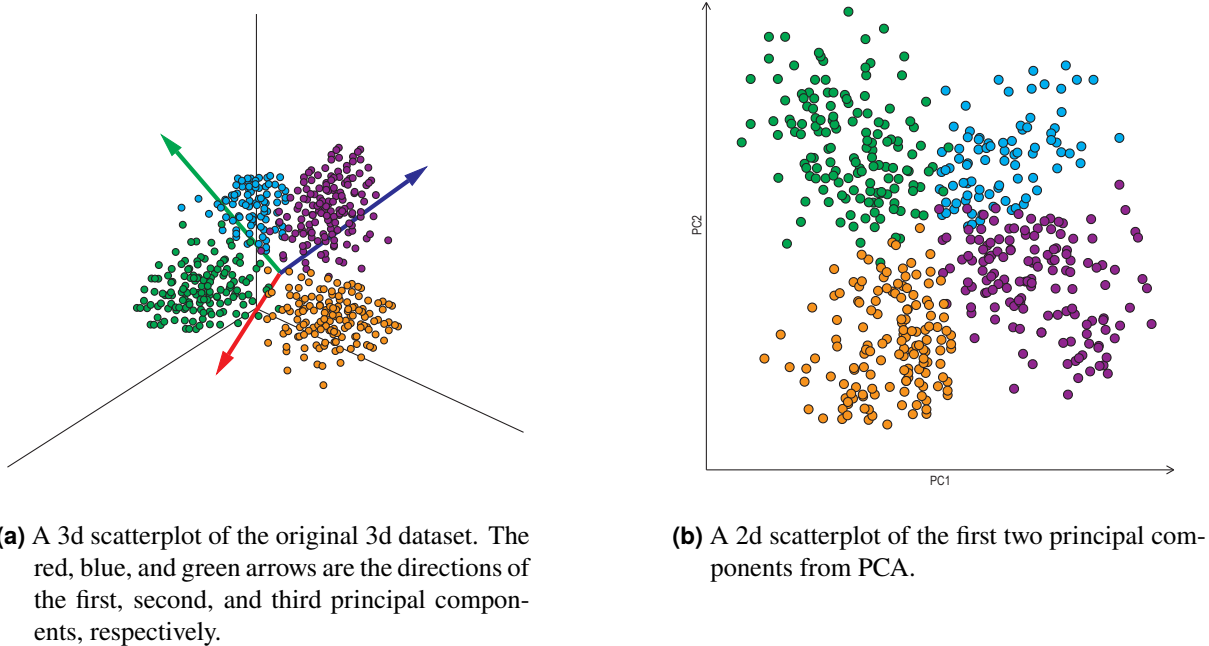 PC2
PC1
(a) A 3d scatterplot of the original 3d dataset. The
red, blue, and green arrows are the directions of
the first, second, and third principal compon-
ents, respectively.
(b) A 2d scatterplot of the first two principal com-
ponents from PCA.